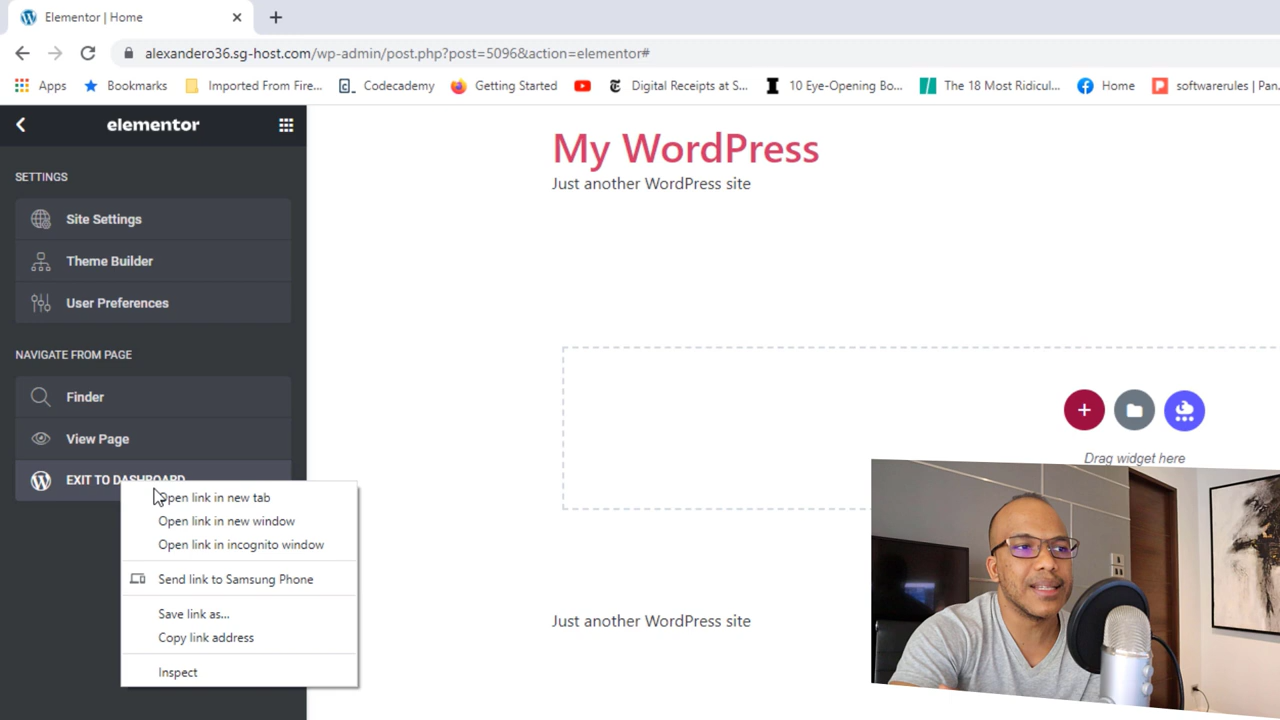 Elementor | Home
alexandero36.sg-host.com/wp-admin/post.php?post=5096&action=elementor#
Apps Bookmarks Imported From Fire... Codecademy Getting Started Digital Receipts at S... 10 Eye-Opening Bo... The 18 Most Ridicul... Home softwarerules | Pan.
elementor
SETTINGS
Site Settings
Theme Builder
User Preferences
NAVIGATE FROM PAGE
Finder
View Page
EXIT TO DASHBOARD
Open link in new tab
Open link in new window
Open link in incognito window
Send link to Samsung Phone
Save link as...
Copy link address
Inspect
My WordPress
Just another WordPress site
Drag widget here
Just another WordPress site